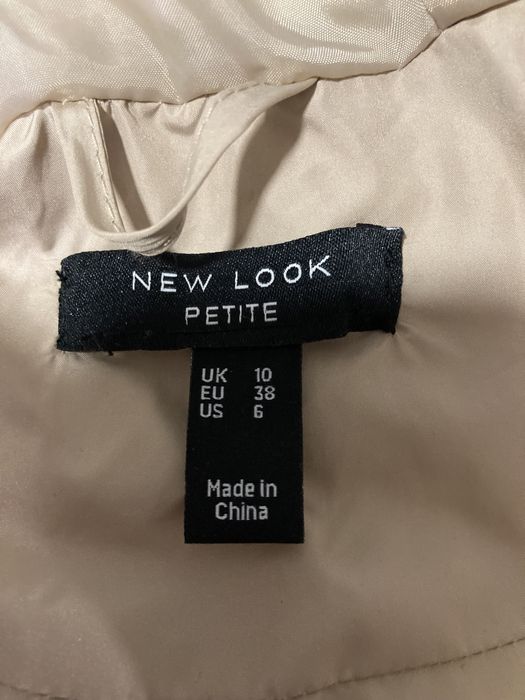 NEW LOOK
PETITE
UK 10
EU 38
US 6
Made in
China